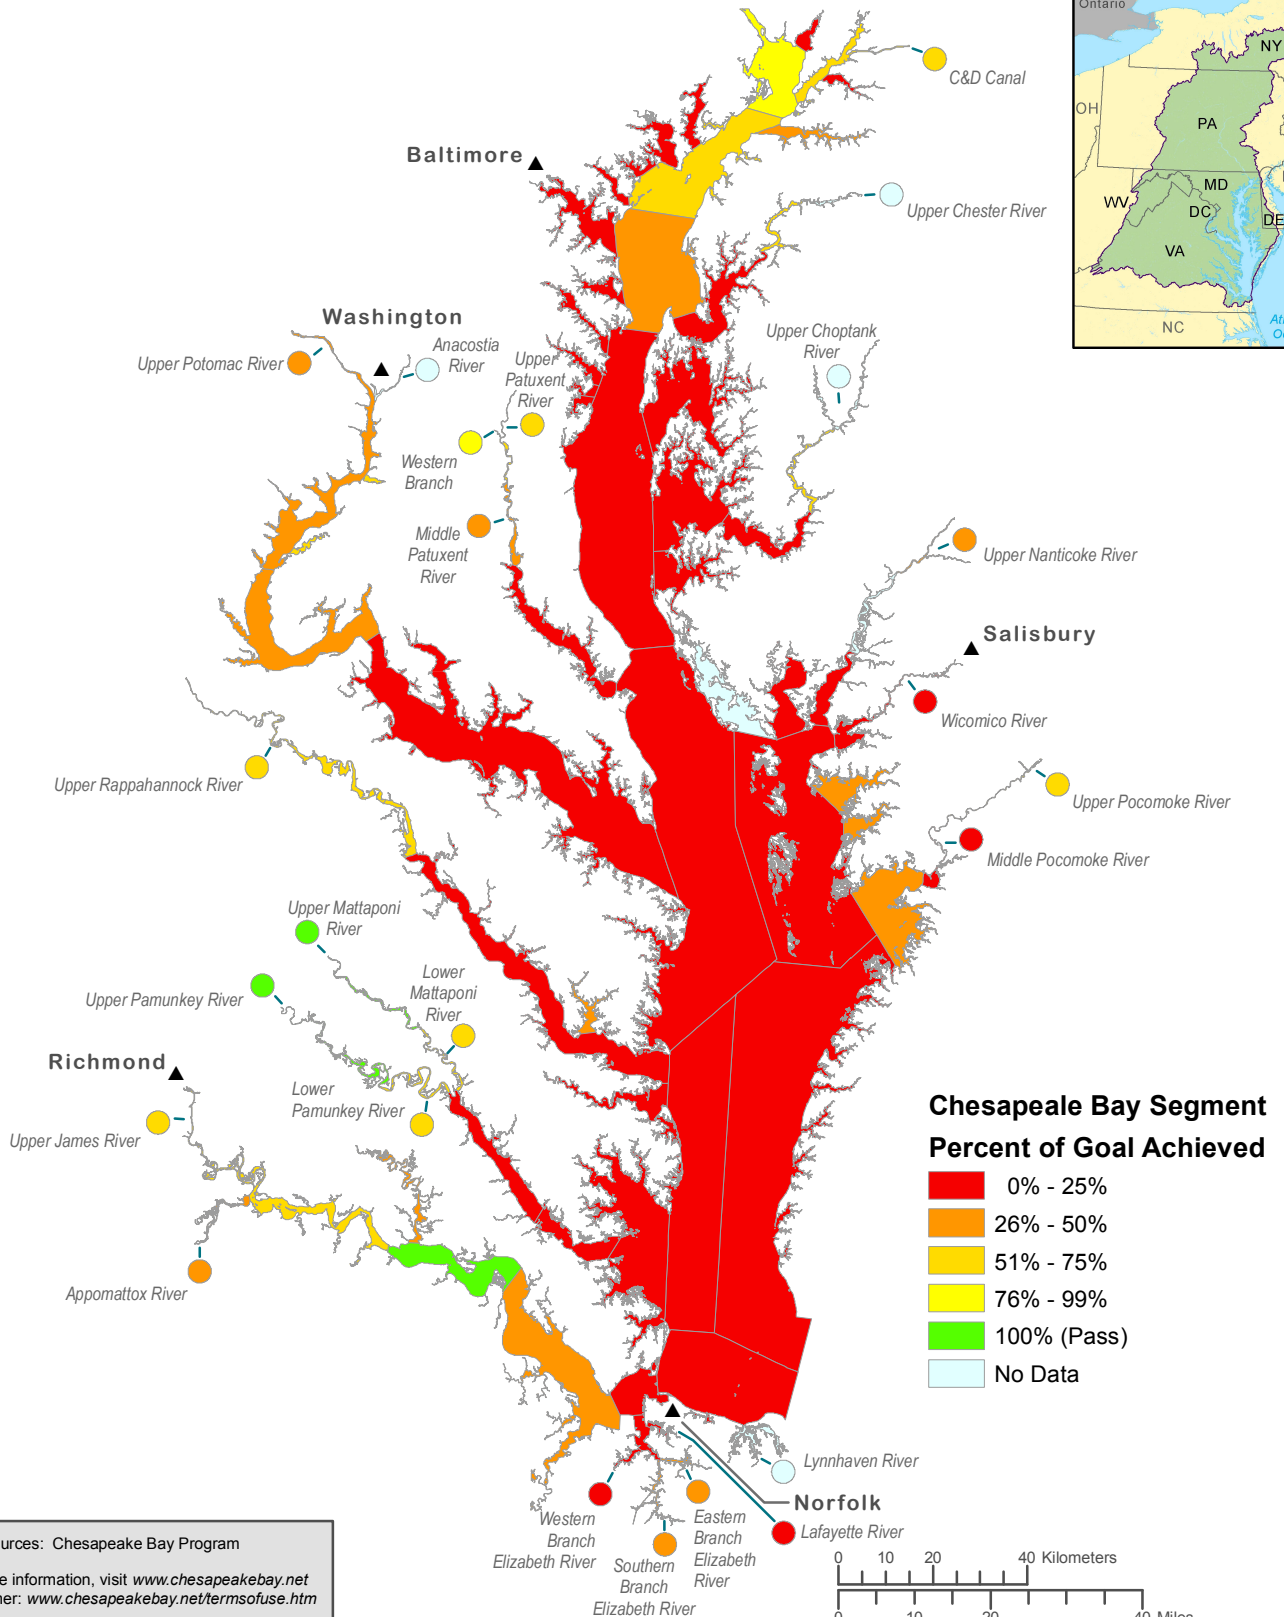 Ontario
NY
C&D Canal
OH
PA
Baltimore
MD
WV
Upper Chester River
DC
DE
VA
Washington
NC
Upper Choptank
River
Anacostia
River
Upper Potomac River
Upper
Patuxent
River
Western
Branch
Middle
Patuxent
River
Upper Nanticoke River
Salisbury
Wicomico River
Upper Rappahannock River
Upper Pocomoke River
Middle Pocomoke River
Upper Mattaponi
River
Lower
Mattaponi
River
Upper Pamunkey River
Richmond
Lower
Pamunkey River
Upper James River
Chesapeale Bay Segment
Percent of Goal Achieved
0% - 25%
26% - 50%
51% - 75%
76% - 99%
100% (Pass)
No Data
Appomattox River
Lynnhaven River
Norfolk
Lafayette River
Western
Branch
Elizabeth River
Southern
Branch
Elizabeth River
Eastern
Branch
Elizabeth
River
urces: Chesapeake Bay Program
e information, visit www.chesapeakebay.net
mer: www.chesapeakebay.net/termsofuse.htm
0 10 20 40 Kilometers
0 10 20 40 Miles